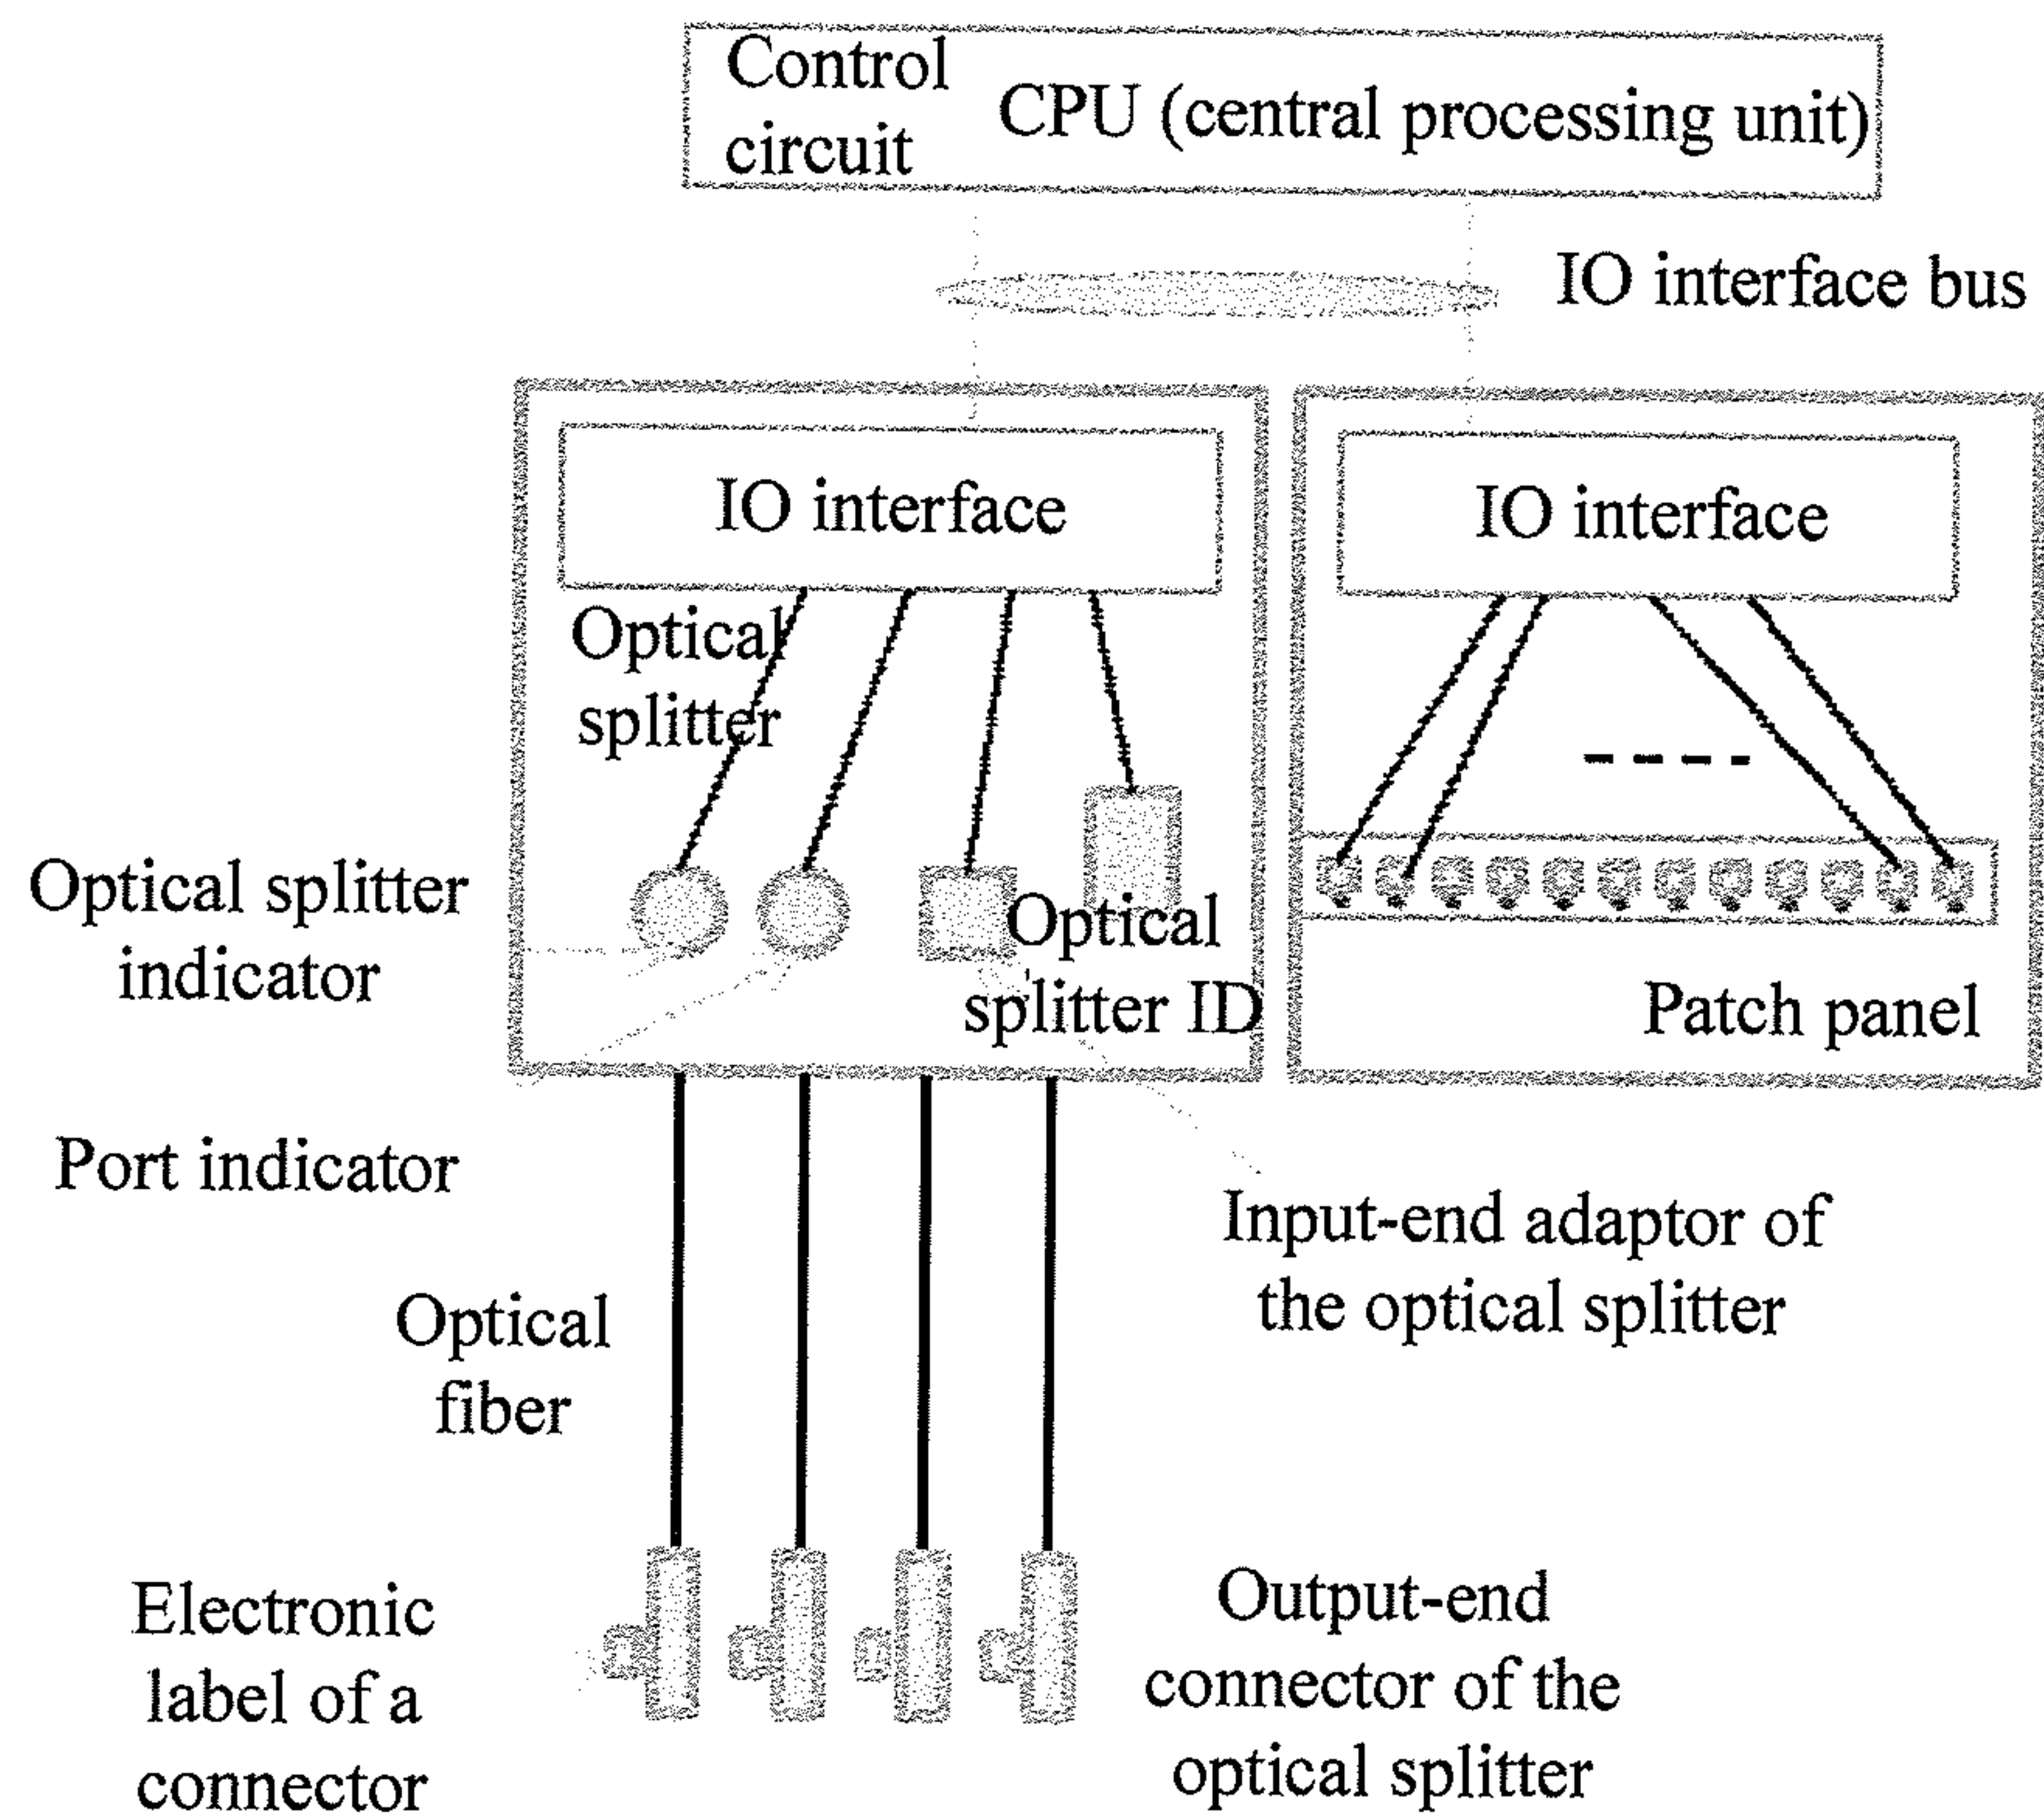 Control
circuit
CPU (central processing unit)
IO interface bus
IO interface
IO interface
Optical
splitter
Optical splitter
indicator
Optical
splitter ID
Patch panel
Port indicator
Input-end adaptor of
the optical splitter
Optical
fiber
Electronic
label of a
connector
Output-end
connector of the
optical splitter